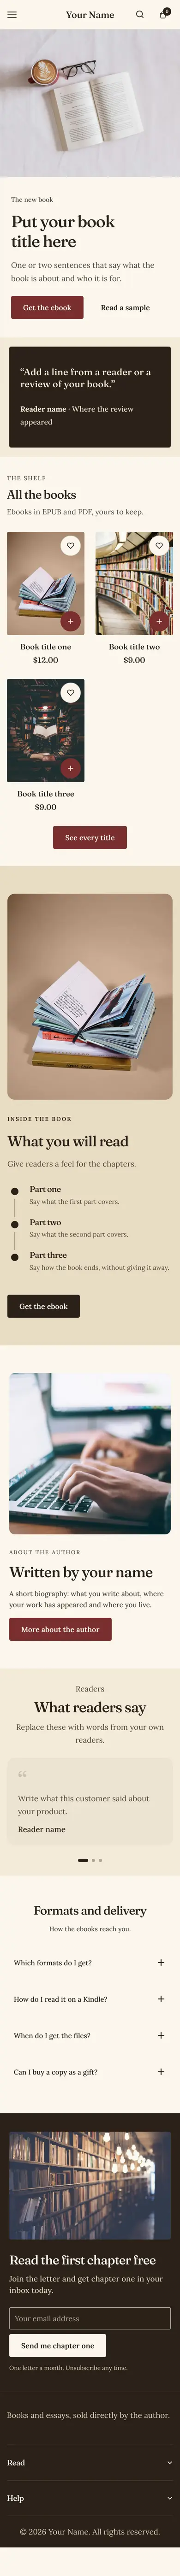 Your Name
0
The new book
Put your book
title here
One or two sentences that say what the
book is about and who it is for.
Get the ebook
Read a sample
“Add a line from a reader or a
review of your book.”
Reader name · Where the review
appeared
THE SHELF
All the books
Ebooks in EPUB and PDF, yours to keep.
Book title one
$12.00
Book title two
$9.00
Book title three
$9.00
See every title
INSIDE THE BOOK
What you will read
Give readers a feel for the chapters.
Part one
Say what the first part covers.
Part two
Say what the second part covers.
Part three
Say how the book ends, without giving it away.
Get the ebook
ABOUT THE AUTHOR
Written by your name
A short biography: what you write about, where
your work has appeared and where you live.
More about the author
Readers
What readers say
Replace these with words from your own
readers.
“
Write what this customer said about
your product.
Reader name
Formats and delivery
How the ebooks reach you.
Which formats do I get?
How do I read it on a Kindle?
When do I get the files?
Can I buy a copy as a gift?
Read the first chapter free
Join the letter and get chapter one in your
inbox today.
Your email address
Send me chapter one
One letter a month. Unsubscribe any time.
Books and essays, sold directly by the author.
Read
Help
© 2026 Your Name. All rights reserved.